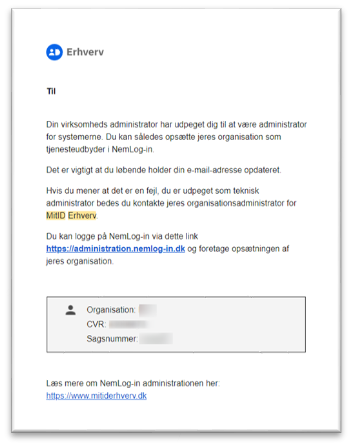 Erhverv
Til
Din virksomheds administrator har udpeget dig til at være administrator
for systemerne. Du kan således opsætte jeres organisation som
tjenesteudbyder i NemLog-in.
Det er vigtigt at du løbende holder din e-mail-adresse opdateret.
Hvis du mener at det er en fejl, du er udpeget som teknisk
administrator bedes du kontakte jeres organisationsadministrator for
MitID Erhverv.
Du kan logge på NemLog-in via dette link
https://administration.nemlog-in.dk og foretage opsætningen af
jeres organisation.
Organisation:
CVR:
Sagsnummer:
Læs mere om NemLog-in administrationen her:
https://www.mitiderhverv.dk